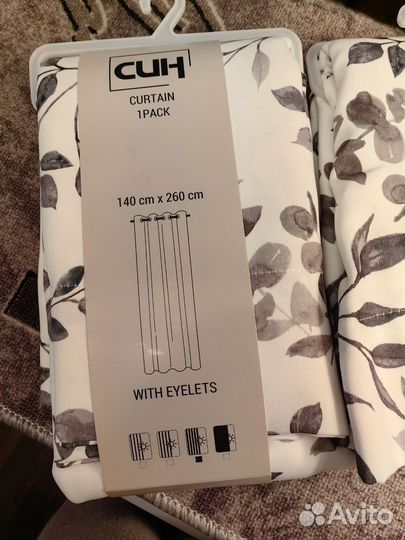 CUH
CURTAIN
1PACK
140 cm x 260 cm
WITH EYELETS
Avito